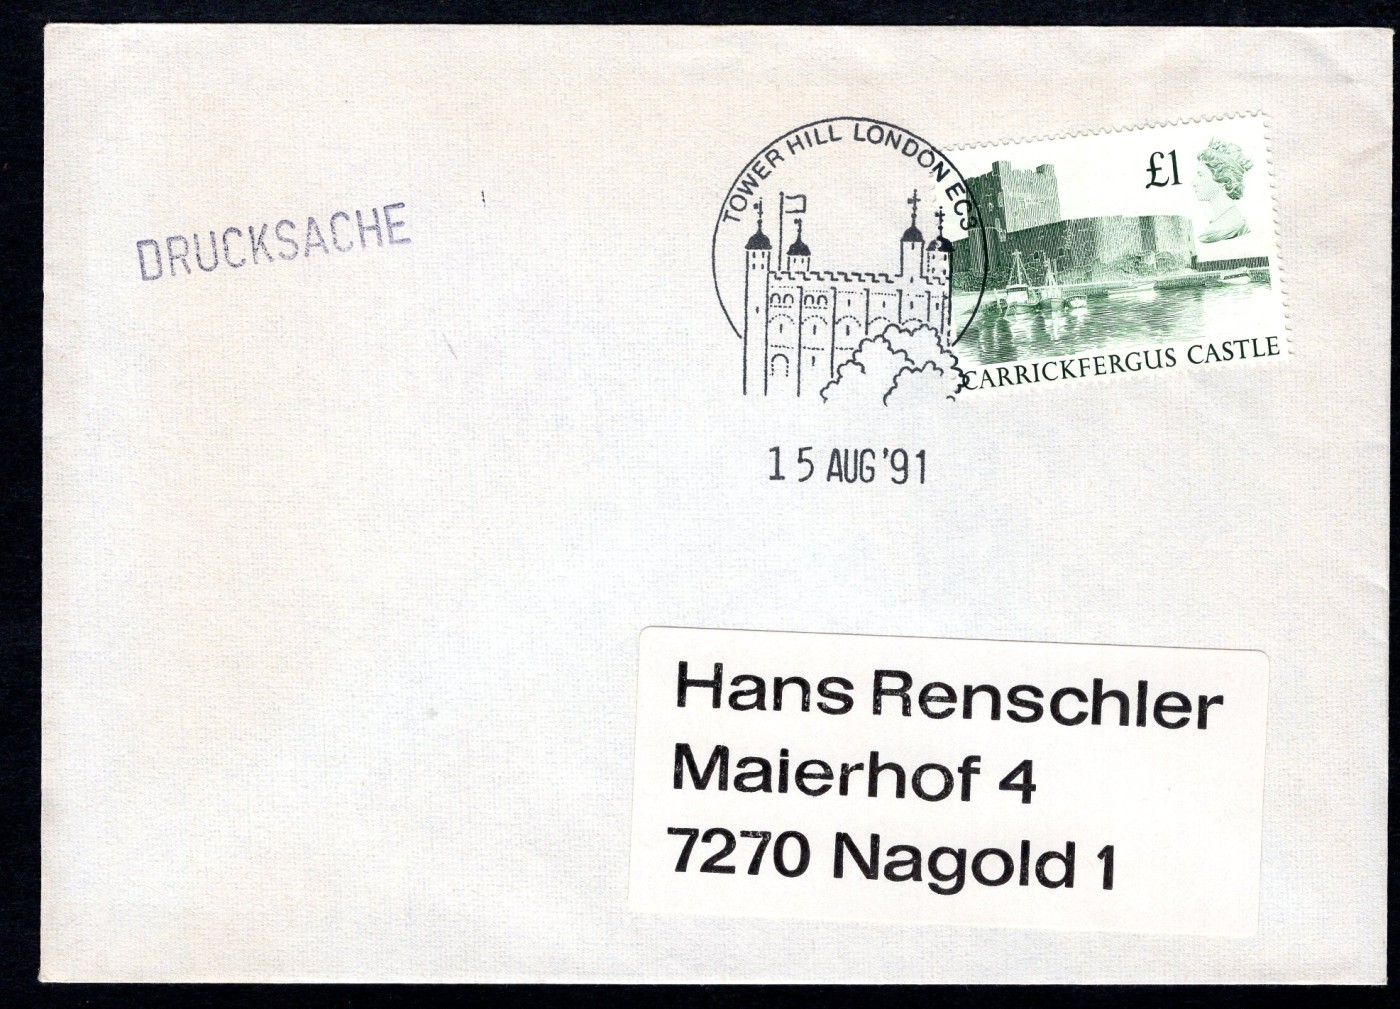 DRUCKSACHE
TOWER HILL LONDON EC3
£1
CARRICKFERGUS CASTLE
15 AUG '91
Hans Renschler
Maierhof 4
7270 Nagold 1